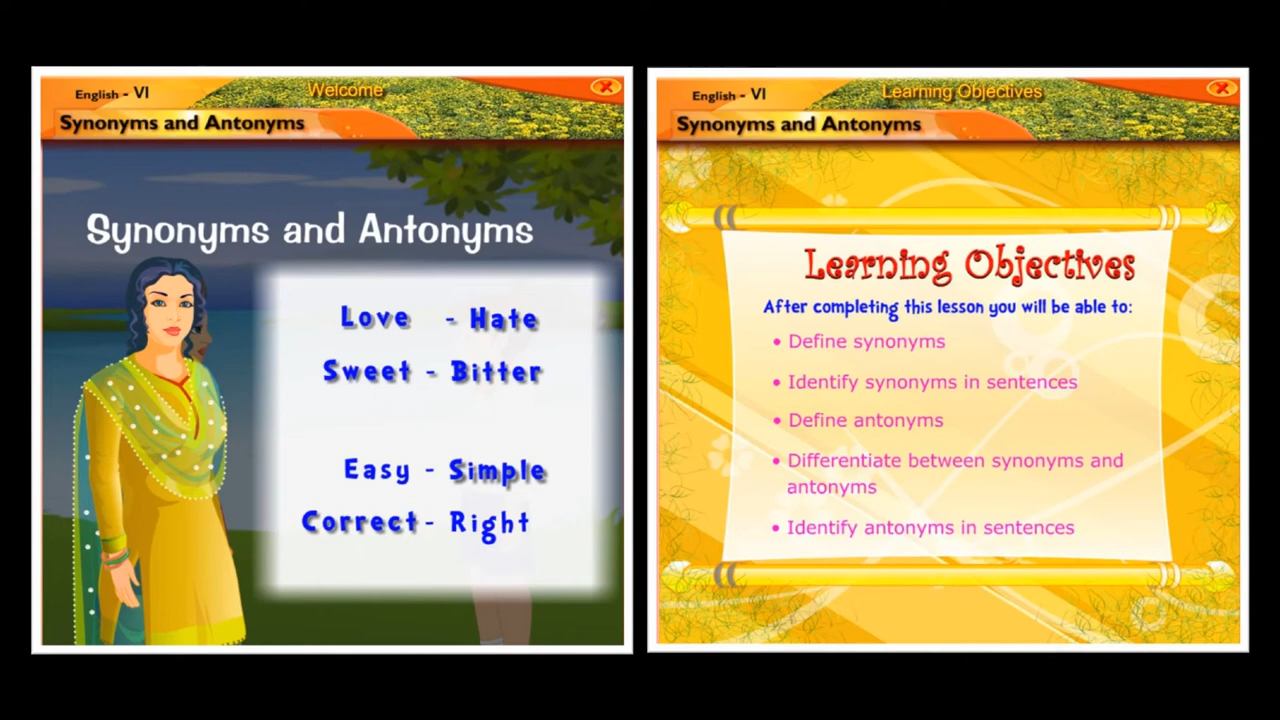 English - VI
Welcome
Synonyms and Antonyms
Synonyms and Antonyms
Love - Hate
Sweet - Bitter
Easy - Simple
Correct - Right
English - VI
Learning Objectives
Synonyms and Antonyms
Learning Objectives
After completing this lesson you will be able to:
• Define synonyms
• Identify synonyms in sentences
• Define antonyms
• Differentiate between synonyms and
antonyms
• Identify antonyms in sentences